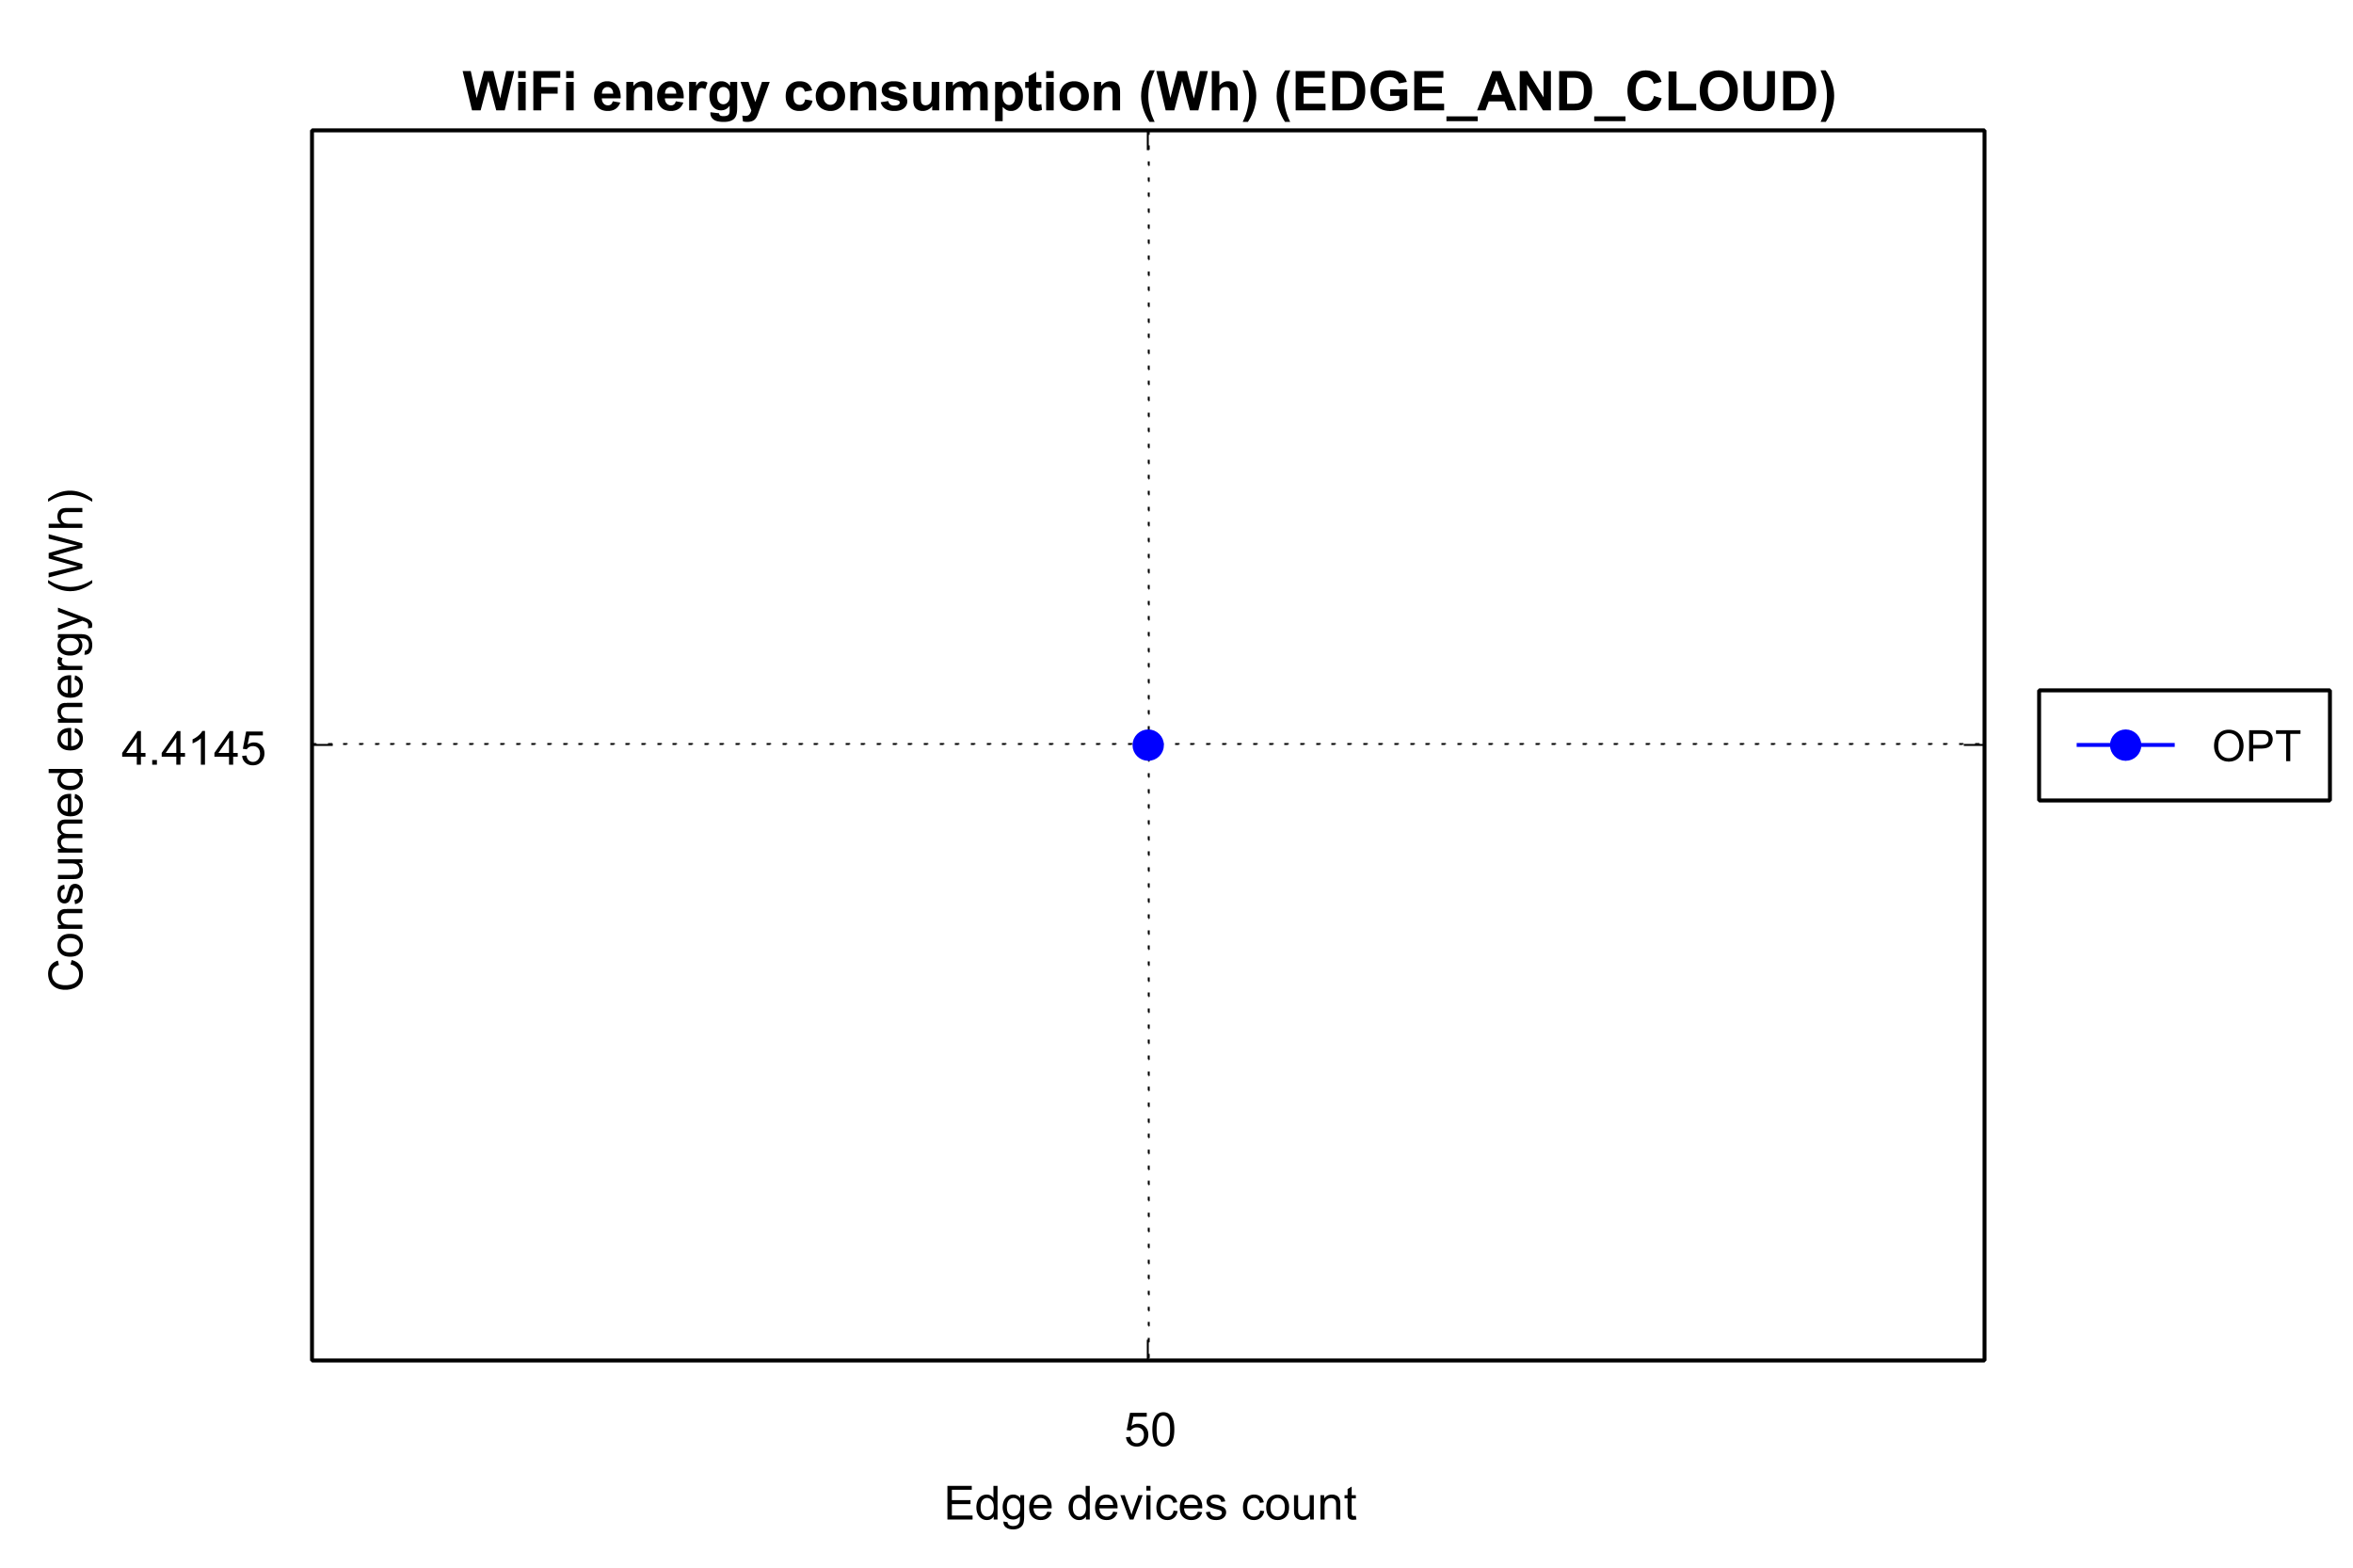 WiFi energy consumption (Wh) (EDGE_AND_CLOUD)
Consumed energy (Wh)
4.4145
OPT
50
Edge devices count